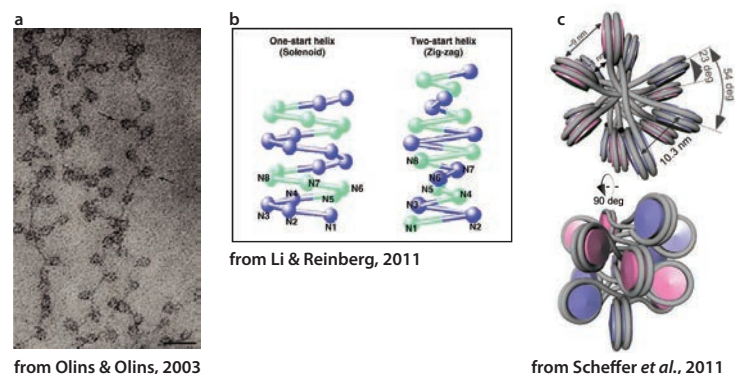 a
b
c
One-start helix
(Solenoid)
Two-start helix
(Zig-zag)
N8
N7
N6
N4
N5
N3
N2
N1
N8
N7
N6
N5
N4
N3
N1
N2
~9 nm
nm
23 deg
54 deg
10.3 nm
90 deg
from Li & Reinberg, 2011
from Olins & Olins, 2003
from Scheffer et al., 2011